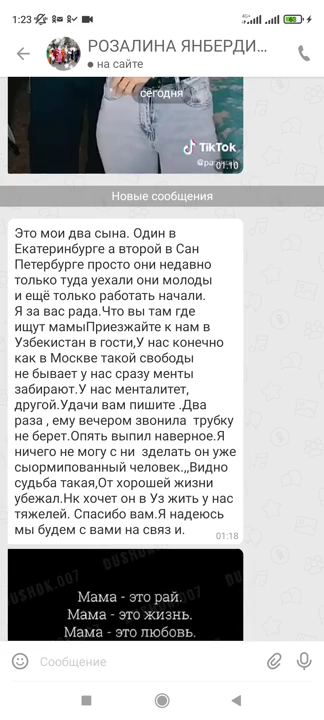 1:23
РОЗАЛИНА ЯНБЕРДИ...
на сайте
сегодня
TikTok
01:10
Новые сообщения
Это мои два сына. Один в
Екатеринбурге а второй в Сан
Петербурге просто они недавно
только туда уехали они молоды
и ещё только работать начали.
Я за вас рада.Что вы там где
ищут мамыПриезжайте к нам в
Узбекистан в гости,У нас конечно
как в Москве такой свободы
не бывает у нас сразу менты
забирают.У нас менталитет,
другой.Удачи вам пишите .Два
раза , ему вечером звонила трубку
не берет.Опять выпил наверное.Я
ничего не могу с ни зделать он уже
сыормипованный человек.,,Видно
судьба такая,От хорошей жизни
убежал.Нк хочет он в Уз жить у нас
тяжелей. Спасибо вам.Я надеюсь
мы будем с вами на связ и.
01:18
DUSHOK.007
Мама - это рай.
Мама - это жизнь.
Мама - это любовь.
Сообщение